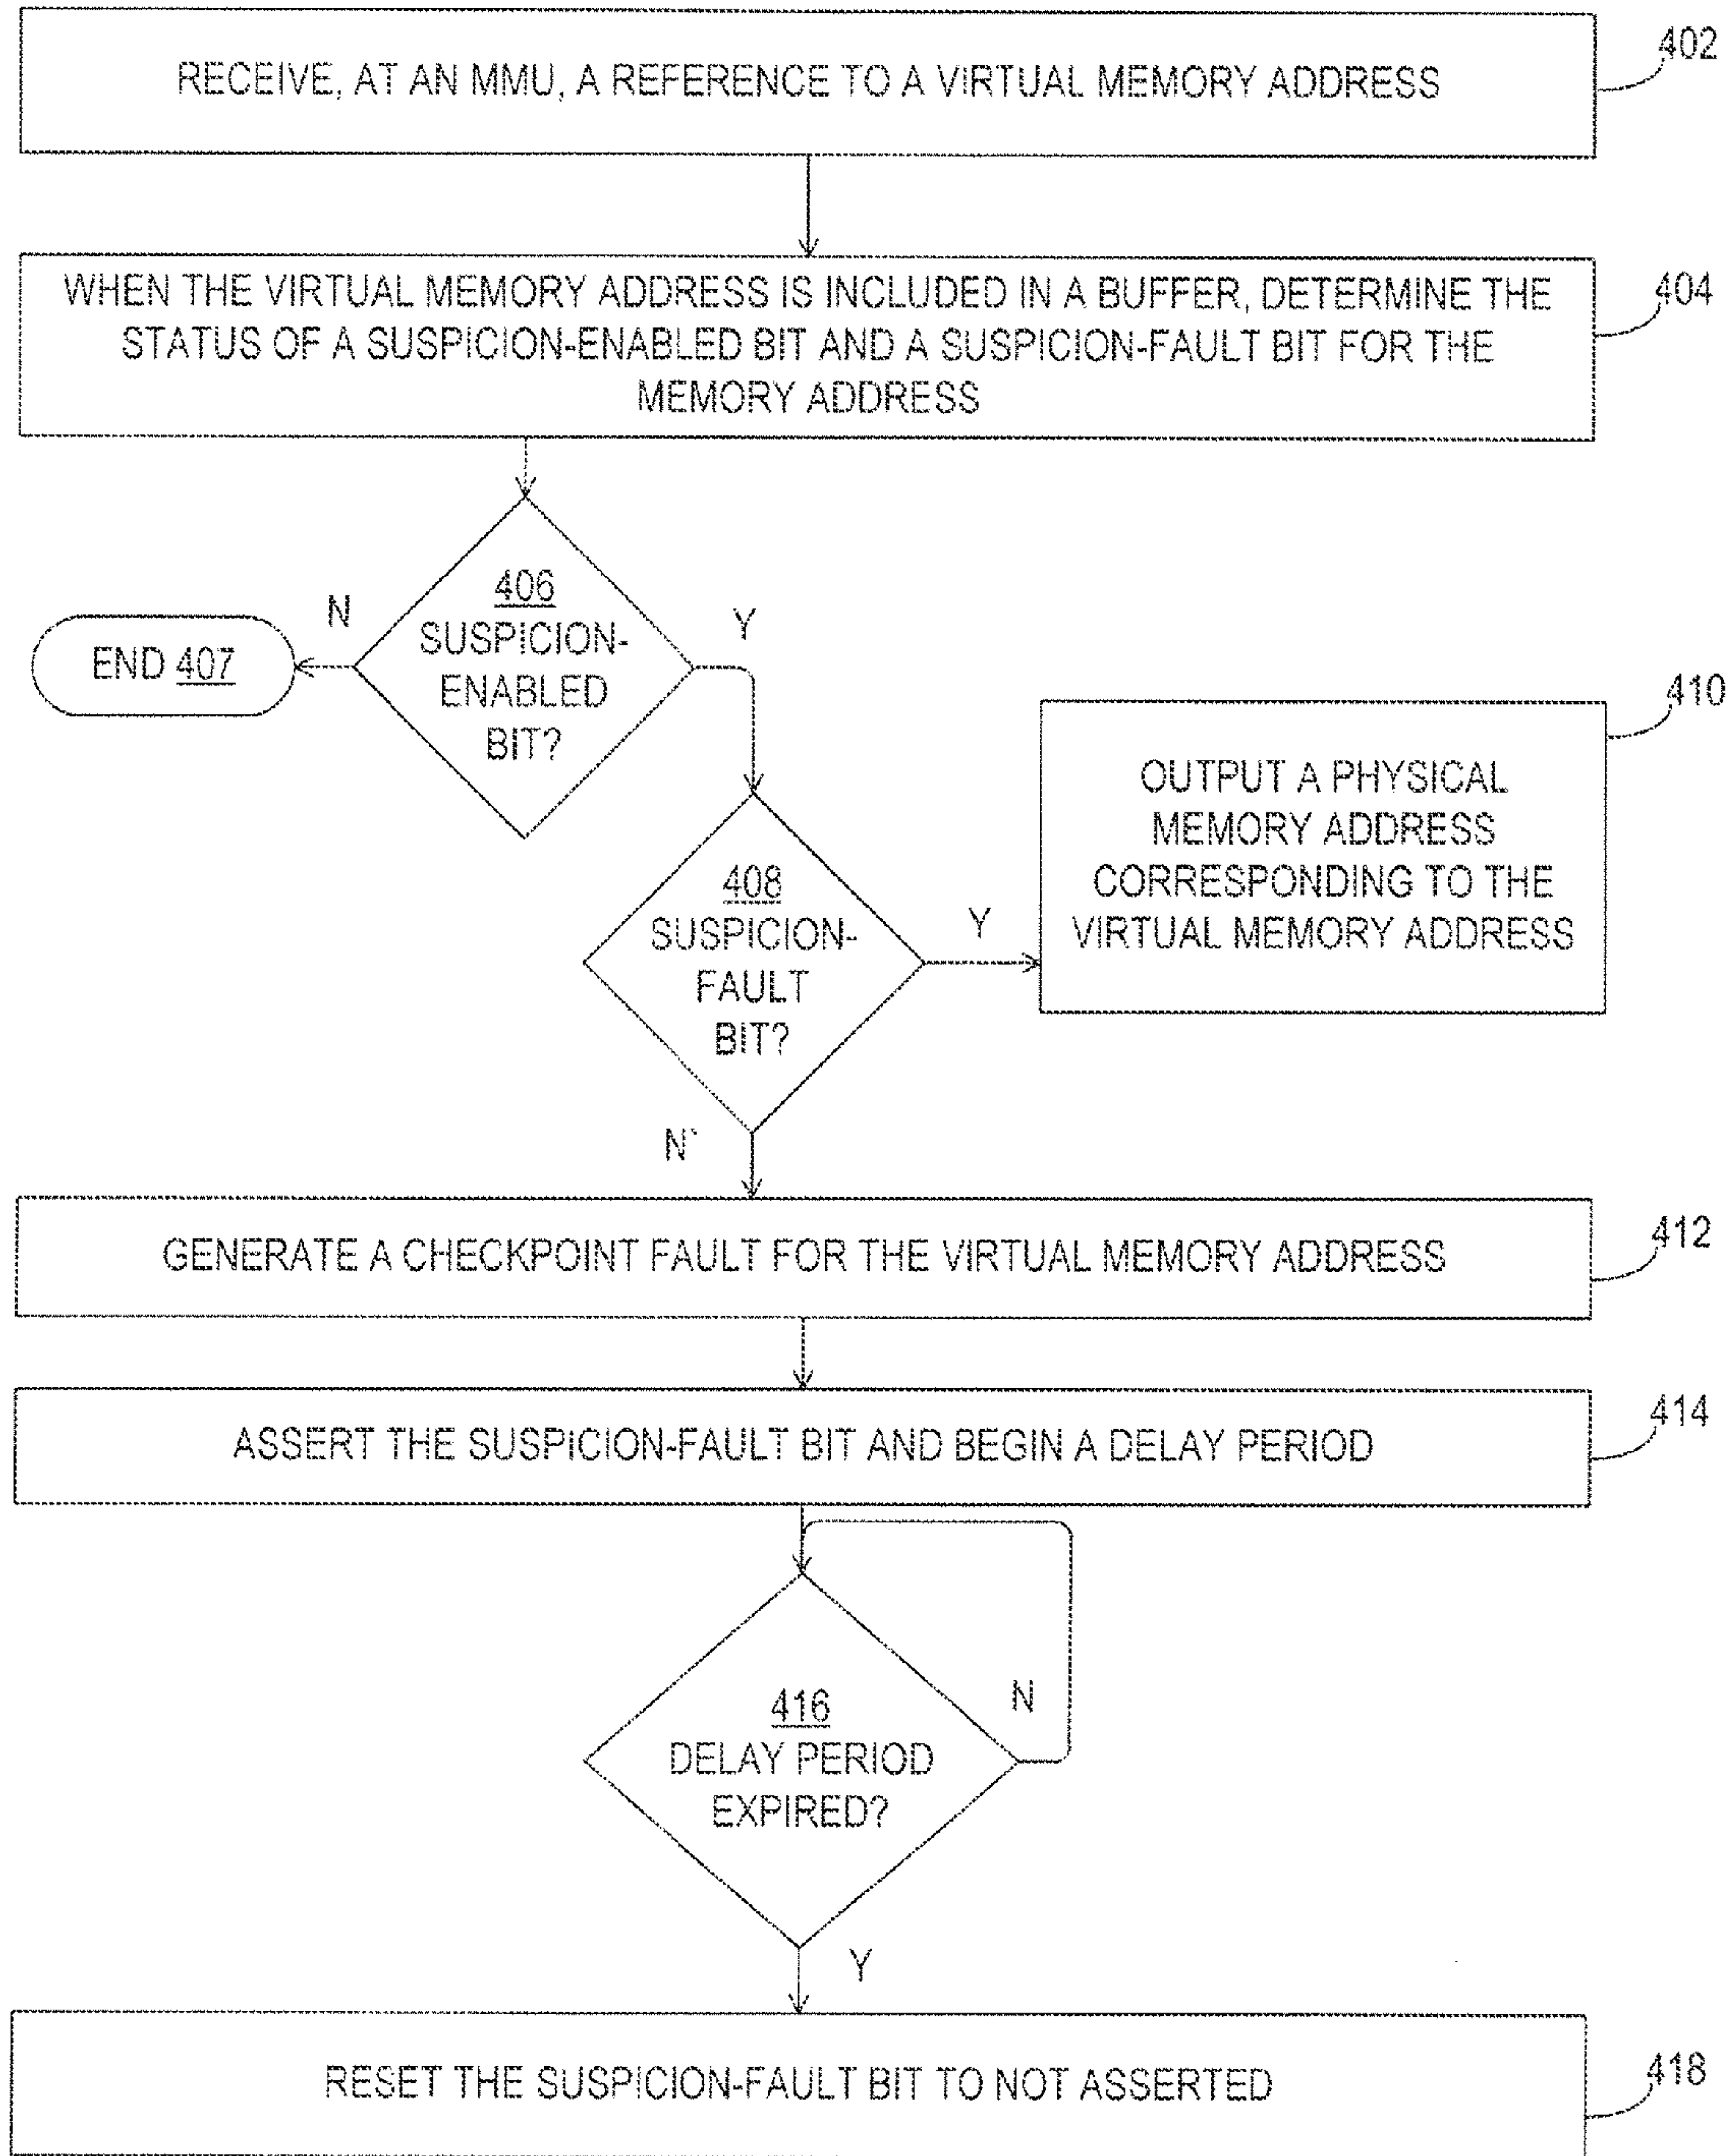 RECEIVE, AT AN MMU, A REFERENCE TO A VIRTUAL MEMORY ADDRESS
402
WHEN THE VIRTUAL MEMORY ADDRESS IS INCLUDED IN A BUFFER, DETERMINE THE
STATUS OF A SUSPICION-ENABLED BIT AND A SUSPICION-FAULT BIT FOR THE
MEMORY ADDRESS
404
406
SUSPICION-
ENABLED
BIT?
N
Y
END 407
408
SUSPICION-
FAULT
BIT?
Y
N
410
OUTPUT A PHYSICAL
MEMORY ADDRESS
CORRESPONDING TO THE
VIRTUAL MEMORY ADDRESS
GENERATE A CHECKPOINT FAULT FOR THE VIRTUAL MEMORY ADDRESS
412
ASSERT THE SUSPICION-FAULT BIT AND BEGIN A DELAY PERIOD
414
416
DELAY PERIOD
EXPIRED?
N
Y
RESET THE SUSPICION-FAULT BIT TO NOT ASSERTED
418